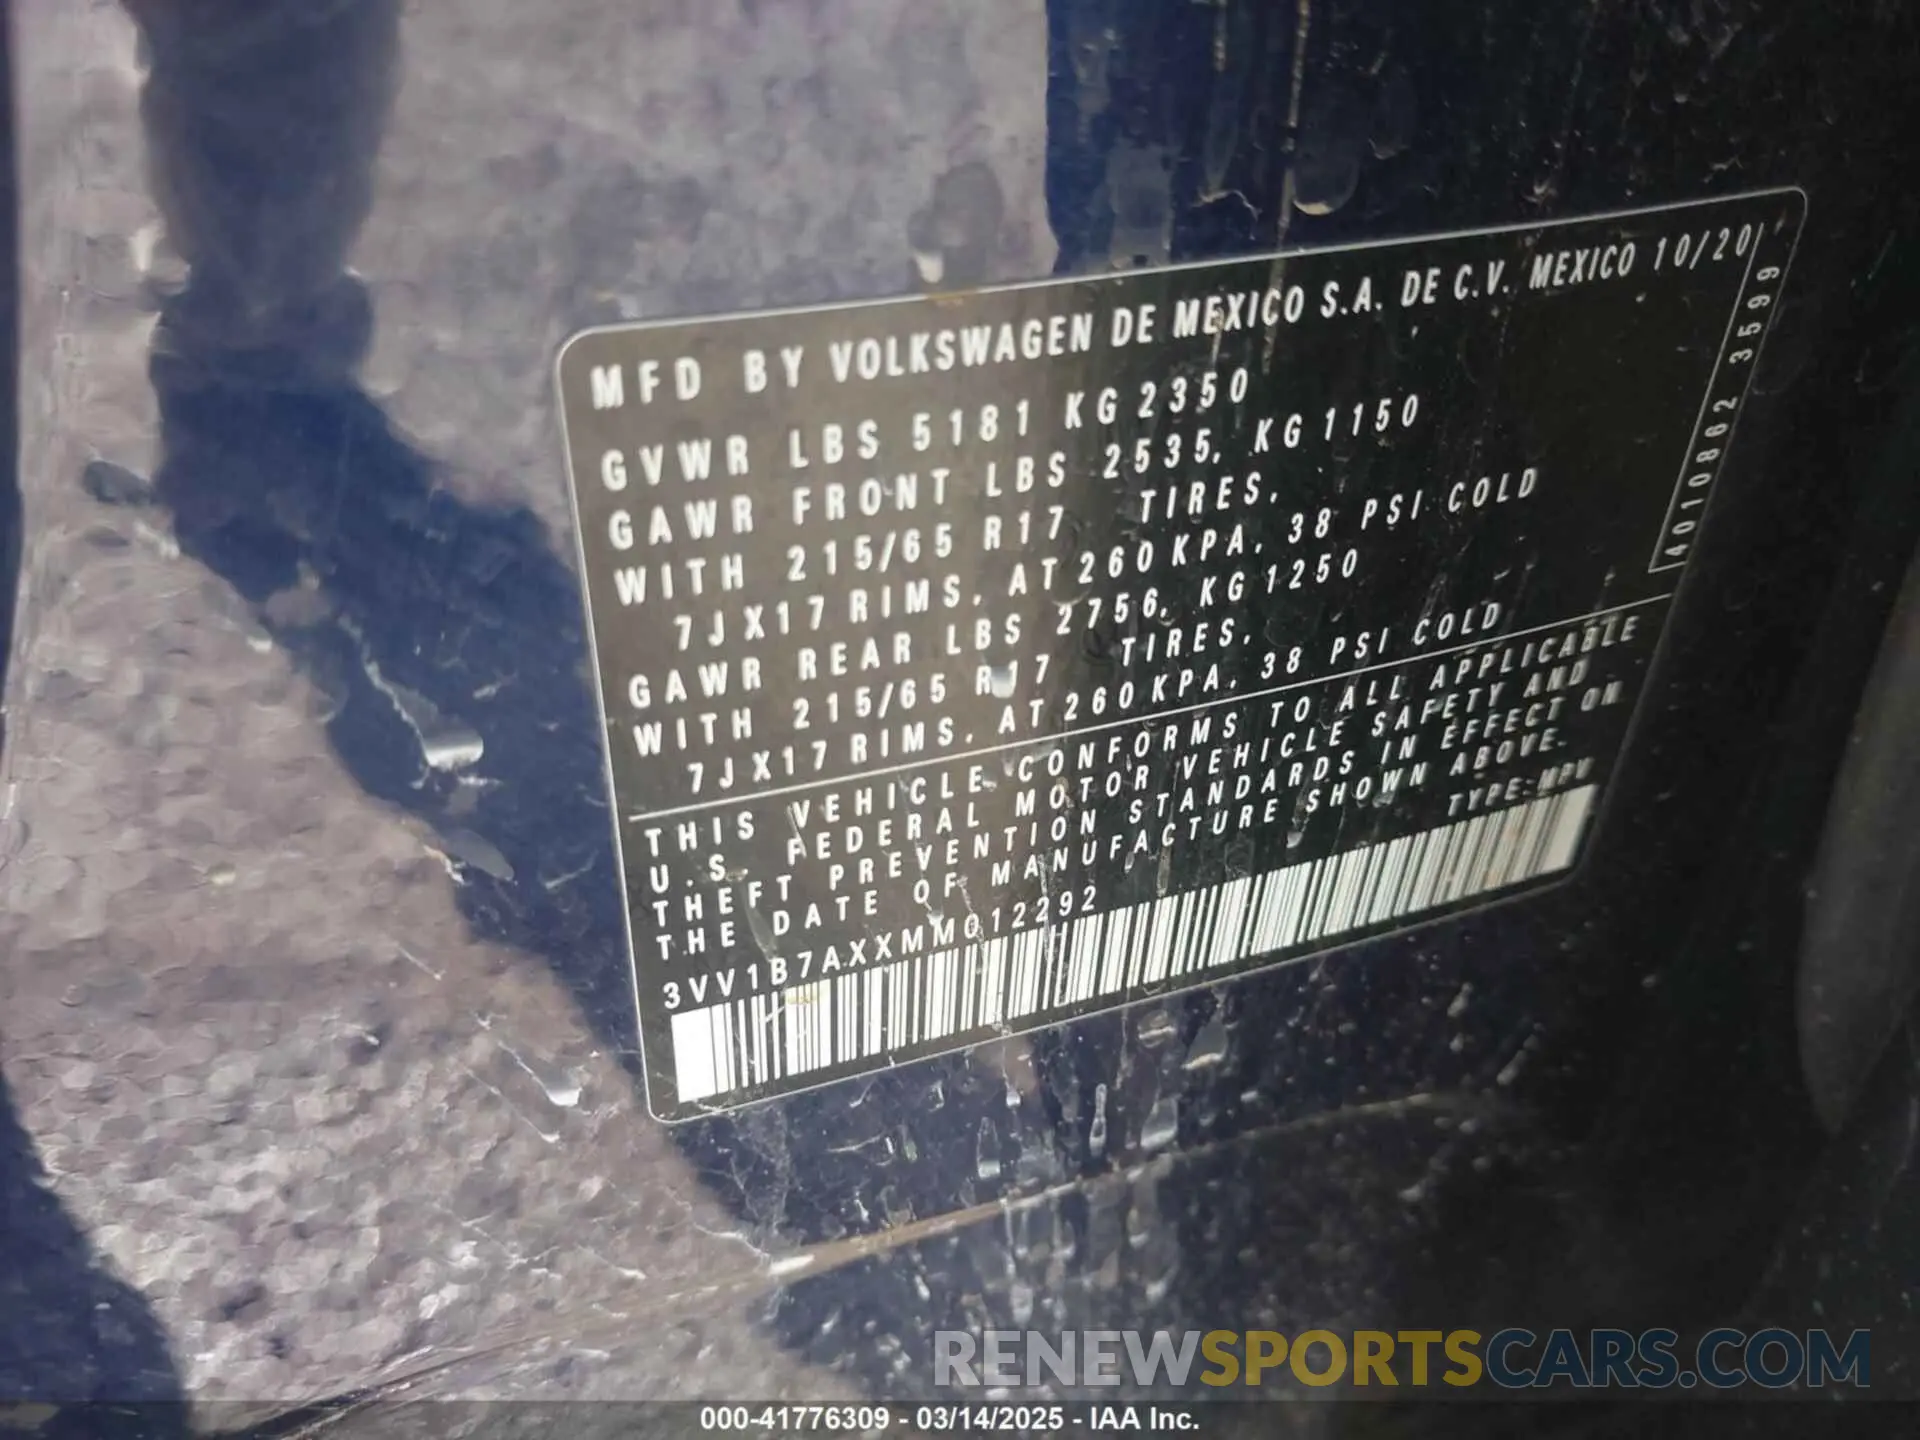 MFD BY VOLKSWAGEN DE MEXICO S.A. DE C.V. MEXICO 10/20
GVWR LBS 5181 KG 2350
GAWR FRONT LBS 2535, KG 1150
WITH 215/65 R17 TIRES,
7JX17 RIMS, AT 260 KPA, 38 PSI COLD
GAWR REAR LBS 2756, KG 1250
WITH 215/65 R17 TIRES,
7JX17 RIMS, AT 260 KPA, 38 PSI COLD
4010862 3599
THIS VEHICLE CONFORMS TO ALL APPLICABLE
U.S. FEDERAL MOTOR VEHICLE SAFETY AND
THEFT PREVENTION STANDARDS IN EFFECT ON
THE DATE OF MANUFACTURE SHOWN ABOVE.
3VV1B7AXXMM012292 TYPE: MPV
RENEWSPORTSCARS.COM
000-41776309 - 03/14/2025 - IAA Inc.